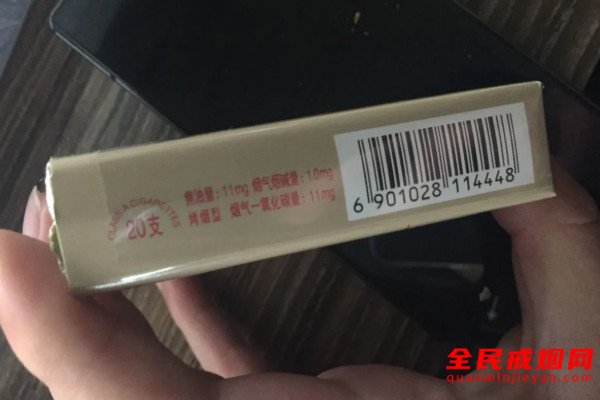 CLASS A CIGARETTES
20支
焦油量：11mg 烟气烟碱量：1.0mg
烤烟型 烟气一氧化碳量：11mg
6 901028 114448
全民戒烟网
quanminjieyan.com